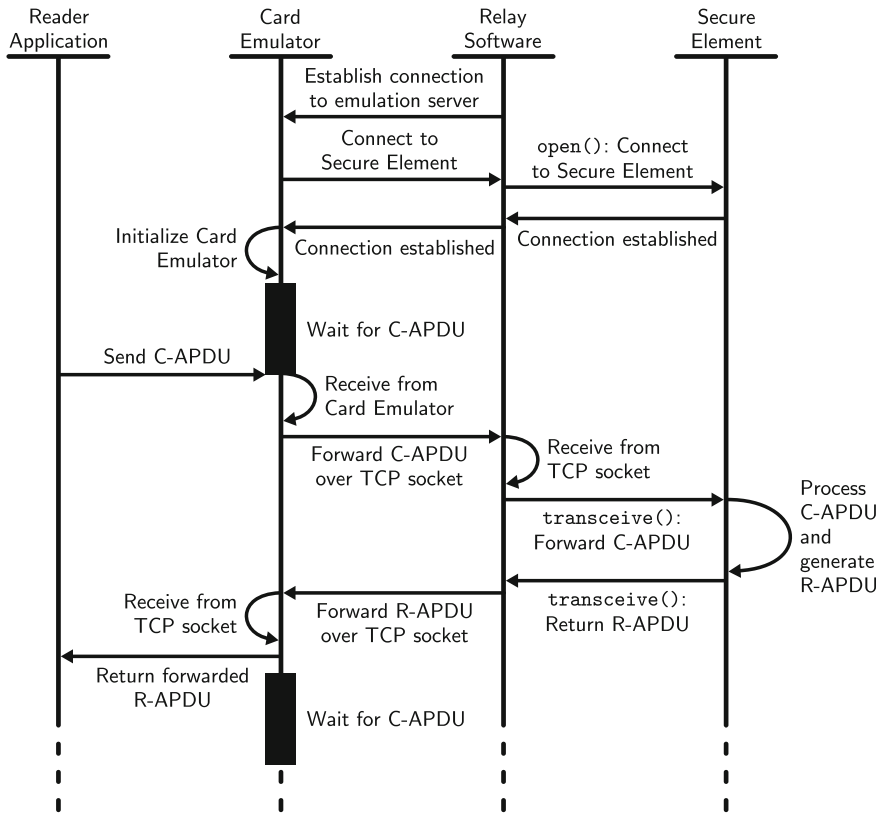 Reader
Application
Card
Emulator
Relay
Software
Secure
Element
Establish connection
to emulation server
Connect to
Secure Element
open(): Connect
to Secure Element
Connection established
Connection established
Initialize Card
Emulator
Wait for C-APDU
Send C-APDU
Receive from
Card Emulator
Forward C-APDU
over TCP socket
Receive from
TCP socket
transceive():
Forward C-APDU
Process
C-APDU
and
generate
R-APDU
transceive():
Return R-APDU
Forward R-APDU
over TCP socket
Receive from
TCP socket
Return forwarded
R-APDU
Wait for C-APDU